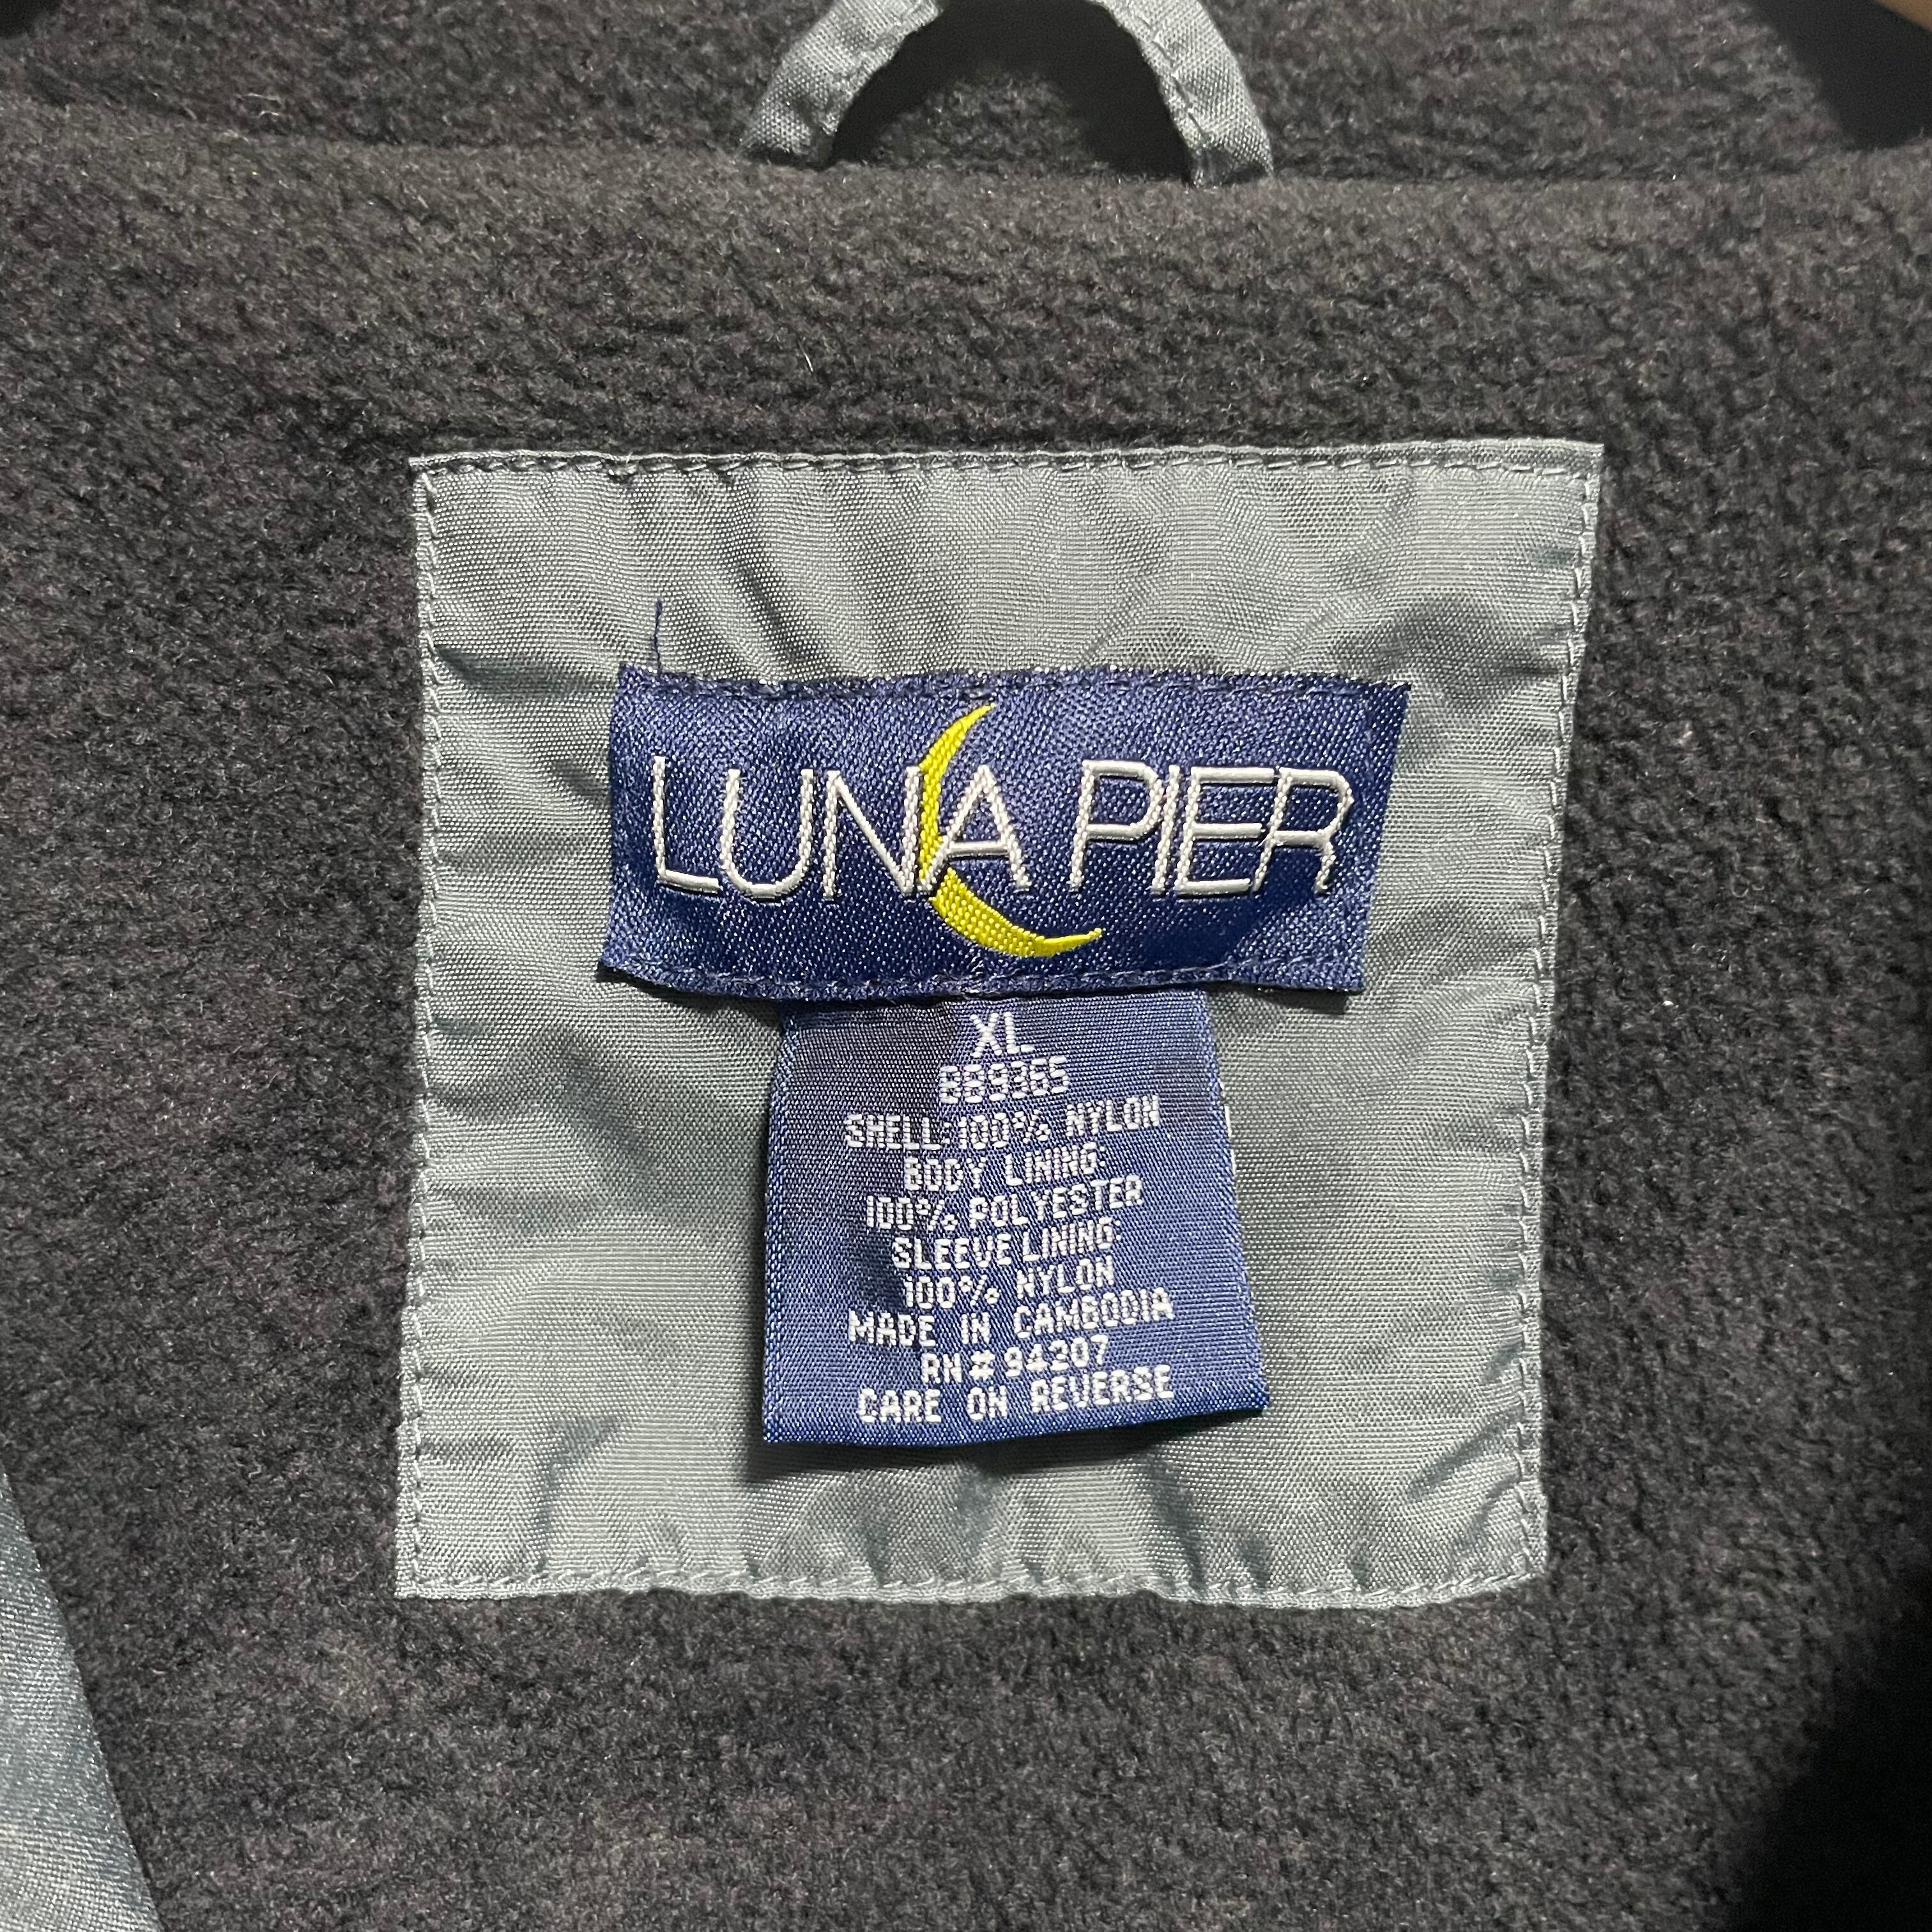 LUNA PIER
XL
BB9365
SHELL:100% NYLON
BODY LINING
100% POLYESTER
SLEEVE LINING
100% NYLON
MADE IN CAMBODIA
RN# 94207
CARE ON REVERSE